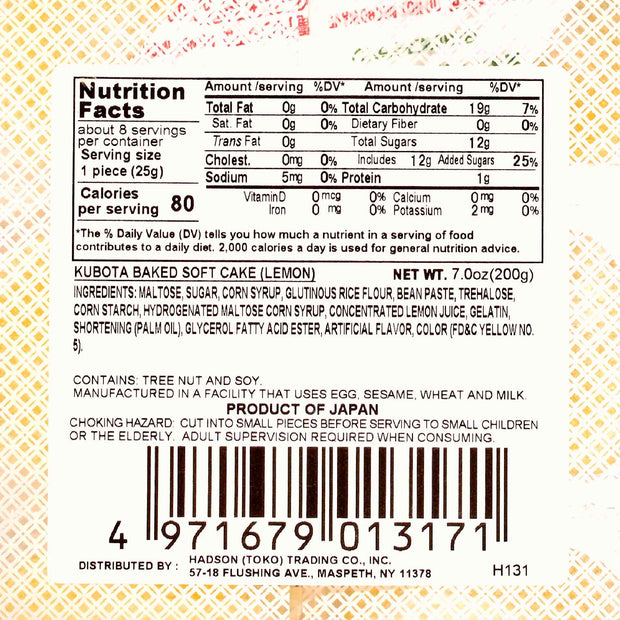 Nutrition Facts
about 8 servings per container
Serving size
1 piece (25g)
Calories per serving 80
Amount /serving %DV* Amount /serving %DV*
Total Fat 0g 0% Total Carbohydrate 19g 7%
Sat. Fat 0g 0% Dietary Fiber 0g 0%
Trans Fat 0g Total Sugars 12g
Cholest. 0mg 0% Includes 12g Added Sugars 25%
Sodium 5mg 0% Protein 1g
VitaminD 0mcg 0% Calcium 0mg 0%
Iron 0 mg 0% Potassium 2mg 0%
*The % Daily Value (DV) tells you how much a nutrient in a serving of food
contributes to a daily diet. 2,000 calories a day is used for general nutrition advice.
KUBOTA BAKED SOFT CAKE (LEMON) NET WT. 7.0oz(200g)
INGREDIENTS: MALTOSE, SUGAR, CORN SYRUP, GLUTINOUS RICE FLOUR, BEAN PASTE, TREHALOSE,
CORN STARCH, HYDROGENATED MALTOSE CORN SYRUP, CONCENTRATED LEMON JUICE, GELATIN,
SHORTENING (PALM OIL), GLYCEROL FATTY ACID ESTER, ARTIFICIAL FLAVOR, COLOR (FD&C YELLOW NO.
5).
CONTAINS: TREE NUT AND SOY.
MANUFACTURED IN A FACILITY THAT USES EGG, SESAME, WHEAT AND MILK.
PRODUCT OF JAPAN
CHOKING HAZARD: CUT INTO SMALL PIECES BEFORE SERVING TO SMALL CHILDREN
OR THE ELDERLY. ADULT SUPERVISION REQUIRED WHEN CONSUMING.
4 971679 013171
DISTRIBUTED BY : HADSON (TOKO) TRADING CO., INC.
57-18 FLUSHING AVE., MASPETH, NY 11378 H131